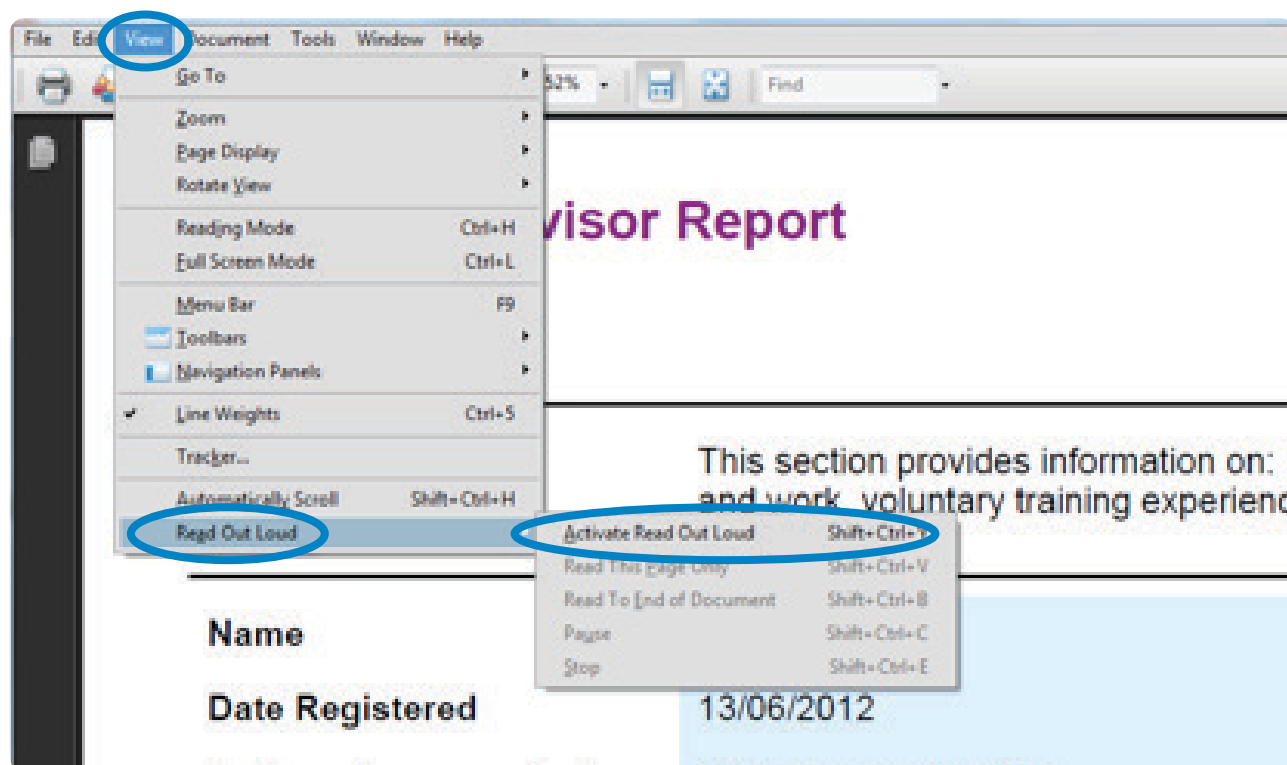 File Edi View Document Tools Window Help
52% Find
Go To
Zoom
Page Display
Rotate View
Reading Mode Ctrl+H
Full Screen Mode Ctrl+L
Menu Bar F9
Toolbars
Navigation Panels
Line Weights Ctrl+5
Tracker...
Automatically Scroll Shift+Ctrl+H
Read Out Loud
Activate Read Out Loud Shift+Ctrl+Y
Read This Page Only Shift+Ctrl+V
Read To End of Document Shift+Ctrl+B
Pause Shift+Ctrl+C
Stop Shift+Ctrl+E
visor Report
This section provides information on:
and work, voluntary training experienc
Name
Date Registered 13/06/2012